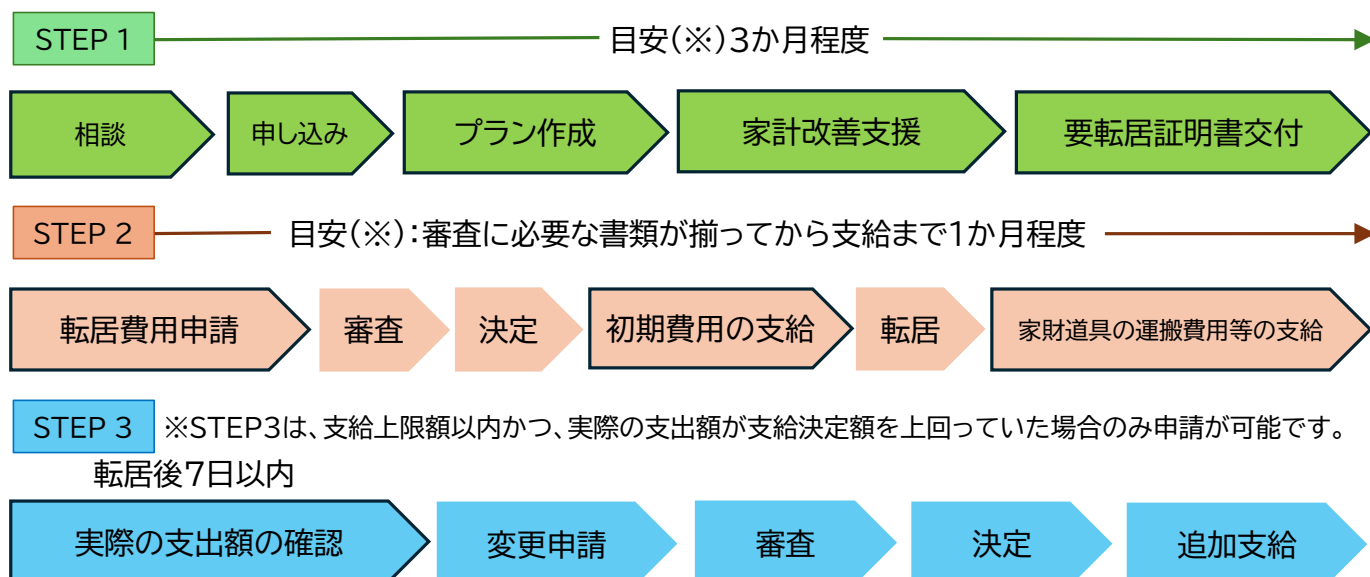 STEP 1
目安(※)3か月程度
相談
申し込み
プラン作成
家計改善支援
要転居証明書交付
STEP 2
目安(※):審査に必要な書類が揃ってから支給まで1か月程度
転居費用申請
審査
決定
初期費用の支給
転居
家財道具の運搬費用等の支給
STEP 3
※STEP3は、支給上限額以内かつ、実際の支出額が支給決定額を上回っていた場合のみ申請が可能です。
転居後7日以内
実際の支出額の確認
変更申請
審査
決定
追加支給